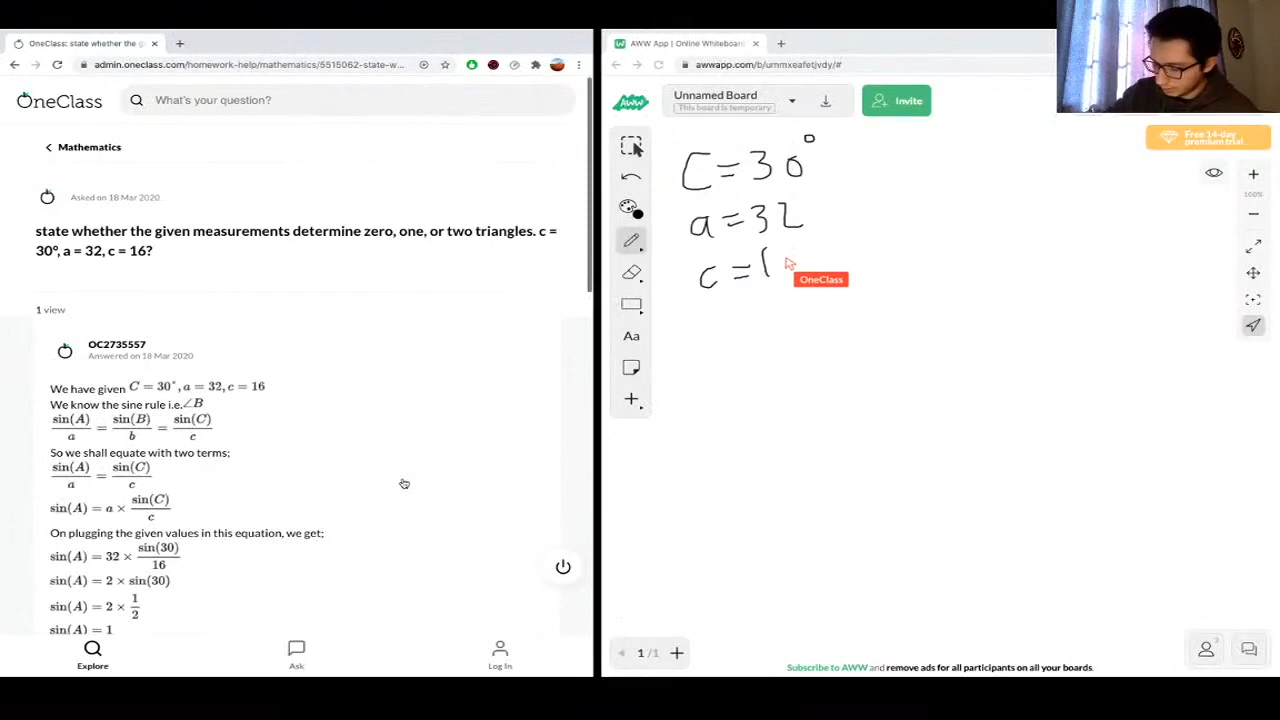 OneClass: state whether the gi
admin.oneclass.com/homework-help/mathematics/5515062-state-w...
OneClass
What's your question?
Mathematics
Asked on 18 Mar 2020
state whether the given measurements determine zero, one, or two triangles. c =
30°, a = 32, c = 16?
1 view
OC2735557
Answered on 18 Mar 2020
We have given C = 30°, a = 32, c = 16
We know the sine rule i.e.∠B
sin(A)/a = sin(B)/b = sin(C)/c
So we shall equate with two terms;
sin(A)/a = sin(C)/c
sin(A) = a × sin(C)/c
On plugging the given values in this equation, we get;
sin(A) = 32 × sin(30)/16
sin(A) = 2 × sin(30)
sin(A) = 2 × 1/2
sin(A) = 1
Explore
Ask
Log In
AWW App | Online Whiteboard
awwapp.com/b/ummxeafetjvdy/#
AWW
Unnamed Board
This board is temporary
Invite
Free 14-day
premium trial
100%
C = 30°
a = 32
c = 1
OneClass
Aa
1 / 1
Subscribe to AWW and remove ads for all participants on all your boards.